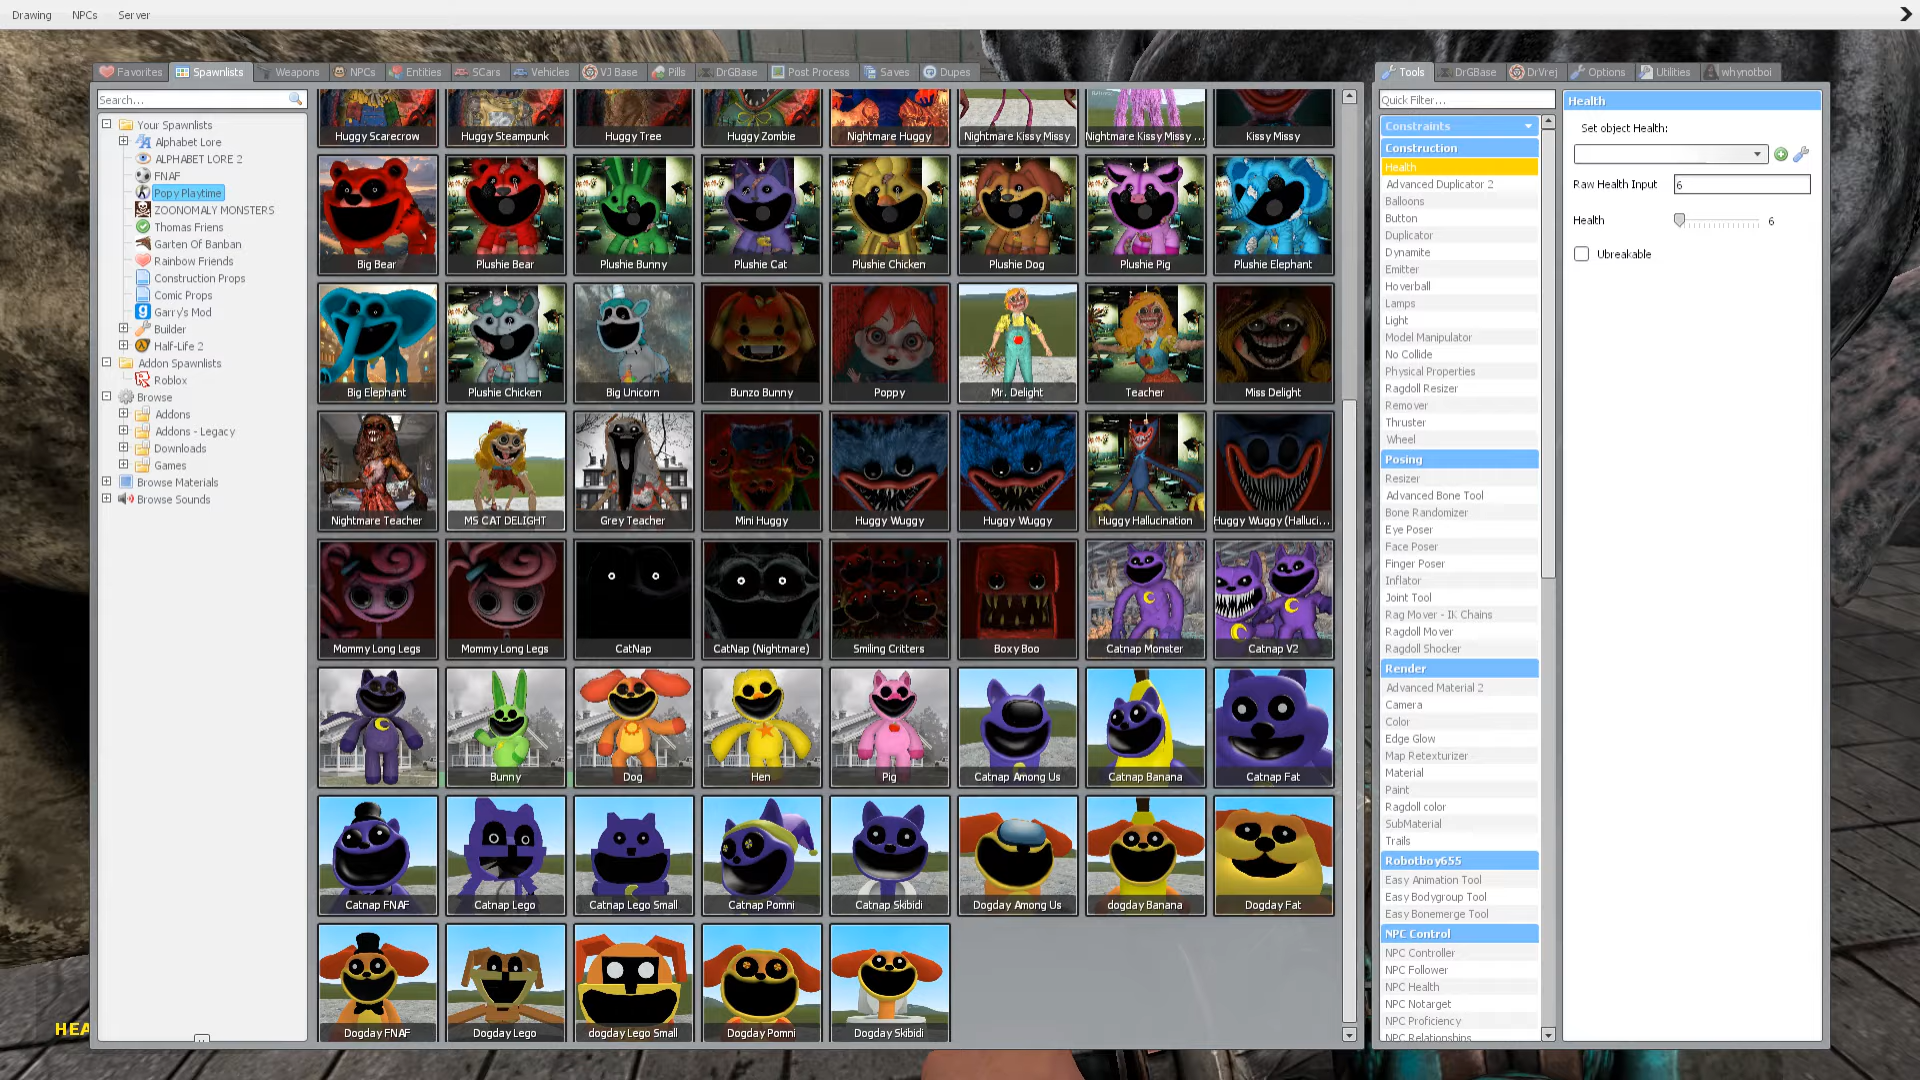 Drawing NPCs Server
Favorites Spawnlists Weapons NPCs Entities SCars Vehicles VJ Base Pills DrGBase Post Process Saves Dupes
Tools DrGBase DrVrej Options Utilities whynotboi
Search...
Your Spawnlists
Alphabet Lore
ALPHABET LORE 2
FNAF
Popy Playtime
ZOONOMALY MONSTERS
Thomas Friens
Garten Of Banban
Rainbow Friends
Construction Props
Comic Props
Garry's Mod
Builder
Half-Life 2
Addon Spawnlists
Roblox
Browse
Addons
Addons - Legacy
Downloads
Games
Browse Materials
Browse Sounds
HEA
Huggy Scarecrow Huggy Steampunk Huggy Tree Huggy Zombie Nightmare Huggy Nightmare Kissy Missy Nightmare Kissy Missy ... Kissy Missy
Big Bear Plushie Bear Plushie Bunny Plushie Cat Plushie Chicken Plushie Dog Plushie Pig Plushie Elephant
Big Elephant Plushie Chicken Big Unicorn Bunzo Bunny Poppy Mr. Delight Teacher Miss Delight
Nightmare Teacher MS CAT DELIGHT Grey Teacher Mini Huggy Huggy Wuggy Huggy Wuggy Huggy Hallucination Huggy Wuggy (Halluci...
Mommy Long Legs Mommy Long Legs CatNap CatNap (Nightmare) Smiling Critters Boxy Boo Catnap Monster Catnap V2
Bunny Dog Hen Pig Catnap Among Us Catnap Banana Catnap Fat
Catnap FNAF Catnap Lego Catnap Lego Small Catnap Pomni Catnap Skibidi Dogday Among Us dogday Banana Dogday Fat
Dogday FNAF Dogday Lego dogday Lego Small Dogday Pomni Dogday Skibidi
Quick Filter...
Constraints
Construction
Health
Advanced Duplicator 2
Balloons
Button
Duplicator
Dynamite
Emitter
Hoverball
Lamps
Light
Model Manipulator
No Collide
Physical Properties
Ragdoll Resizer
Remover
Thruster
Wheel
Posing
Resizer
Advanced Bone Tool
Bone Randomizer
Eye Poser
Face Poser
Finger Poser
Inflator
Joint Tool
Rag Mover - IK Chains
Ragdoll Mover
Ragdoll Shocker
Render
Advanced Material 2
Camera
Color
Edge Glow
Map Retexturizer
Material
Paint
Ragdoll color
SubMaterial
Trails
Robotboy655
Easy Animation Tool
Easy Bodygroup Tool
Easy Bonemerge Tool
NPC Control
NPC Controller
NPC Follower
NPC Health
NPC Notarget
NPC Proficiency
NPC Relationships
Health
Set object Health:
Raw Health Input 6
Health 6
Ubreakable